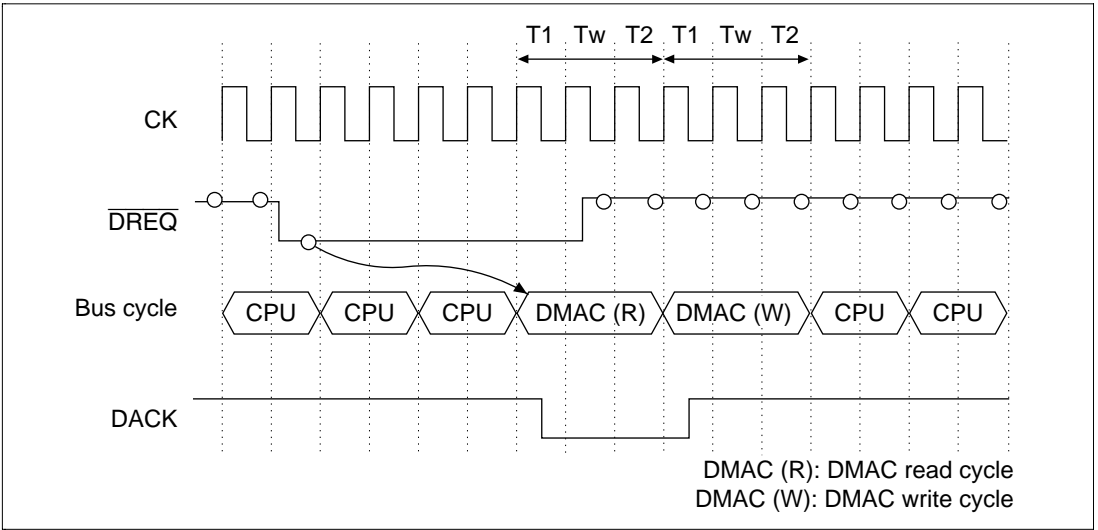 T1 Tw T2 T1 Tw T2
CK
DREQ
Bus cycle CPU CPU CPU DMAC (R) DMAC (W) CPU CPU
DACK
DMAC (R): DMAC read cycle
DMAC (W): DMAC write cycle